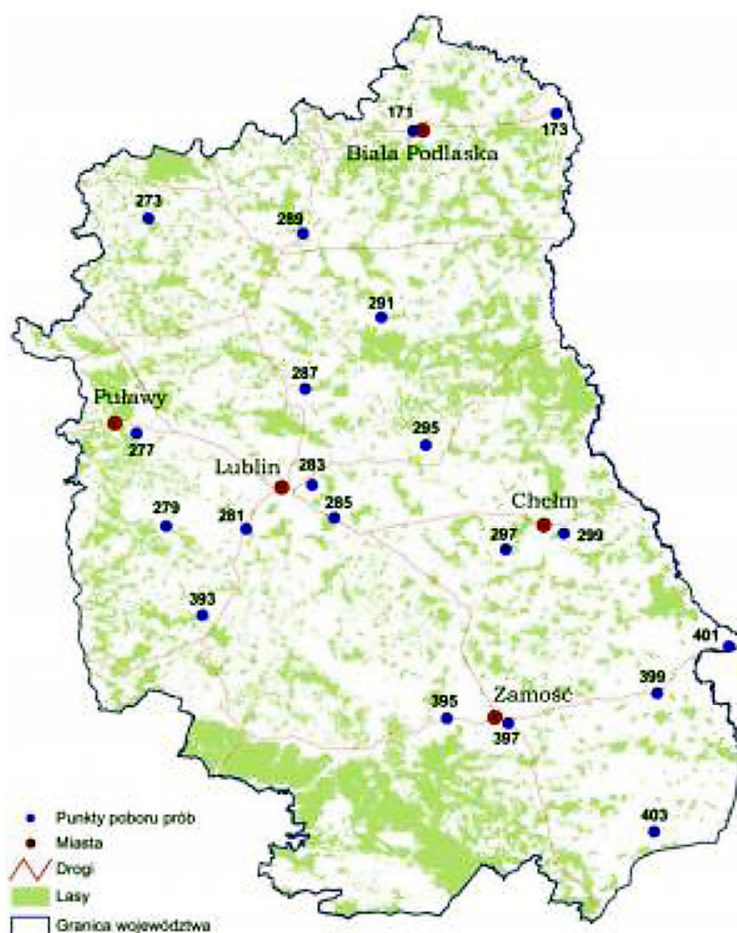 171
173
Biała Podlaska
273
289
291
287
Puławy
277
295
Lublin
283
285
279
281
Chełm
297
299
393
401
399
Zamość
395
397
403
Punkty poboru prób
Miasta
Drogi
Lasy
Granica województwa